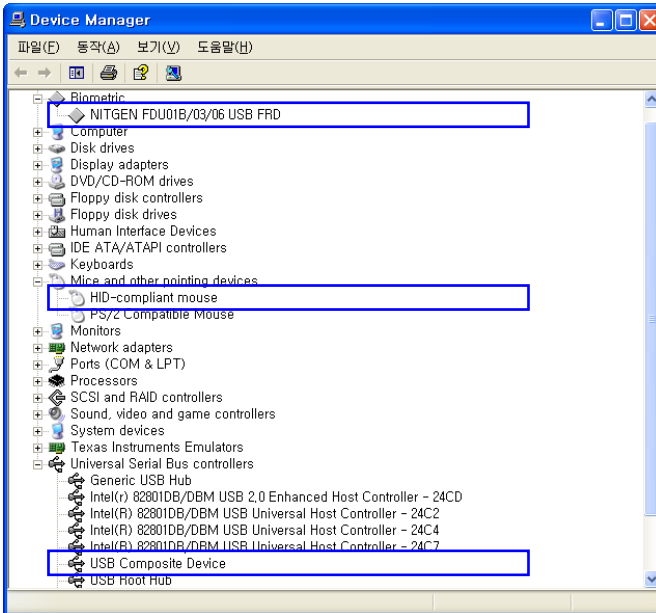 Device Manager
파일(F) 동작(A) 보기(V) 도움말(H)
Biometric
NITGEN FDU01B/03/06 USB FRD
Computer
Disk drives
Display adapters
DVD/CD-ROM drives
Floppy disk controllers
Floppy disk drives
Human Interface Devices
IDE ATA/ATAPI controllers
Keyboards
Mice and other pointing devices
HID-compliant mouse
PS/2 Compatible Mouse
Monitors
Network adapters
Ports (COM & LPT)
Processors
SCSI and RAID controllers
Sound, video and game controllers
System devices
Texas Instruments Emulators
Universal Serial Bus controllers
Generic USB Hub
Intel(r) 82801DB/DBM USB 2,0 Enhanced Host Controller - 24CD
Intel(R) 82801DB/DBM USB Universal Host Controller - 24C2
Intel(R) 82801DB/DBM USB Universal Host Controller - 24C4
Intel(R) 82801DB/DBM USB Universal Host Controller - 24C7
USB Composite Device
USB Root Hub